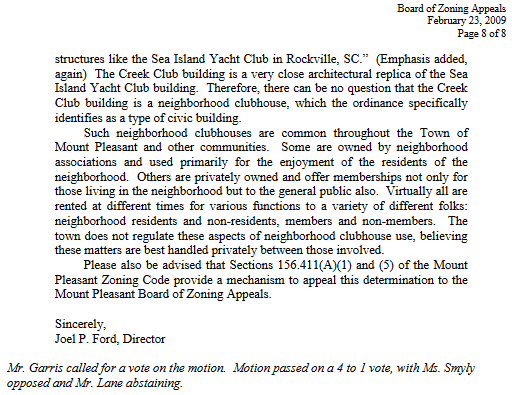 Board of Zoning Appeals
February 23, 2009
Page 8 of 8
structures like the Sea Island Yacht Club in Rockville, SC.” (Emphasis added,
again) The Creek Club building is a very close architectural replica of the Sea
Island Yacht Club building. Therefore, there can be no question that the Creek
Club building is a neighborhood clubhouse, which the ordinance specifically
identifies as a type of civic building.
Such neighborhood clubhouses are common throughout the Town of
Mount Pleasant and other communities. Some are owned by neighborhood
associations and used primarily for the enjoyment of the residents of the
neighborhood. Others are privately owned and offer memberships not only for
those living in the neighborhood but to the general public also. Virtually all are
rented at different times for various functions to a variety of different folks:
neighborhood residents and non-residents, members and non-members. The
town does not regulate these aspects of neighborhood clubhouse use, believing
these matters are best handled privately between those involved.
Please also be advised that Sections 156.411(A)(1) and (5) of the Mount
Pleasant Zoning Code provide a mechanism to appeal this determination to the
Mount Pleasant Board of Zoning Appeals.
Sincerely,
Joel P. Ford, Director
Mr. Garris called for a vote on the motion. Motion passed on a 4 to 1 vote, with Ms. Smyly
opposed and Mr. Lane abstaining.